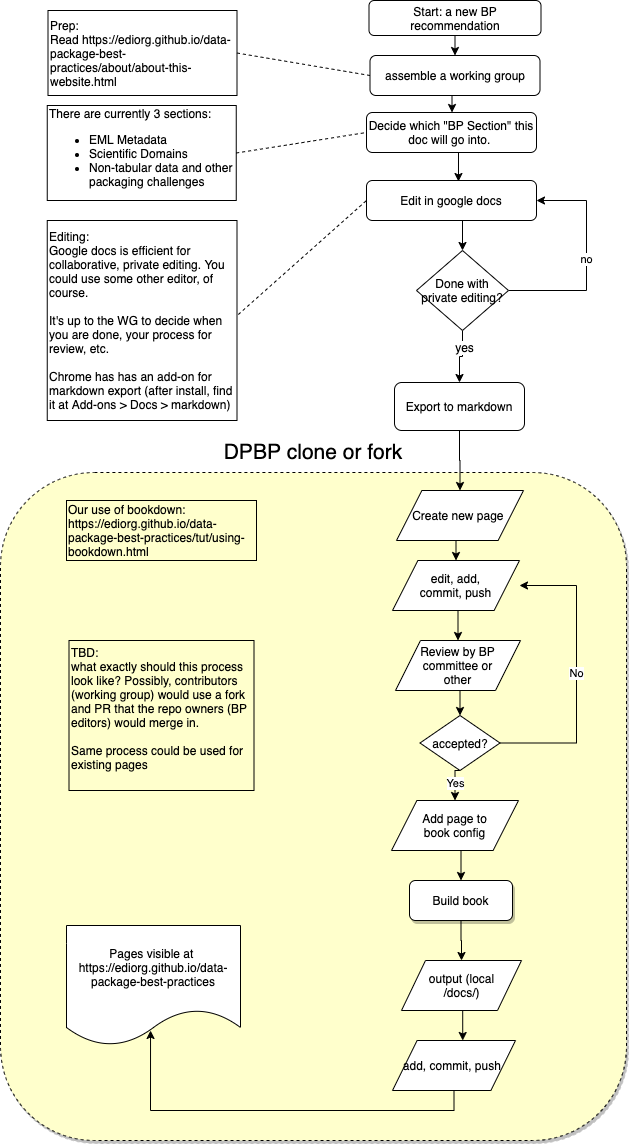 Prep:
Read https://ediorg.github.io/data-
package-best-
practices/about/about-this-
website.html
Start: a new BP
recommendation
assemble a working group
There are currently 3 sections:
• EML Metadata
• Scientific Domains
• Non-tabular data and other
packaging challenges
Decide which "BP Section" this
doc will go into.
Edit in google docs
Editing:
Google docs is efficient for
collaborative, private editing. You
could use some other editor, of
course.
It's up to the WG to decide when
you are done, your process for
review, etc.
Chrome has has an add-on for
markdown export (after install, find
it at Add-ons > Docs > markdown)
no
Done with
private editing?
yes
Export to markdown
DPBP clone or fork
Our use of bookdown:
https://ediorg.github.io/data-
package-best-practices/tut/using-
bookdown.html
Create new page
edit, add,
commit, push
TBD:
what exactly should this process
look like? Possibly, contributors
(working group) would use a fork
and PR that the repo owners (BP
editors) would merge in.
Same process could be used for
existing pages
Review by BP
committee or
other
No
accepted?
Yes
Add page to
book config
Build book
Pages visible at
https://ediorg.github.io/data-
package-best-practices
output (local
/docs/)
add, commit, push